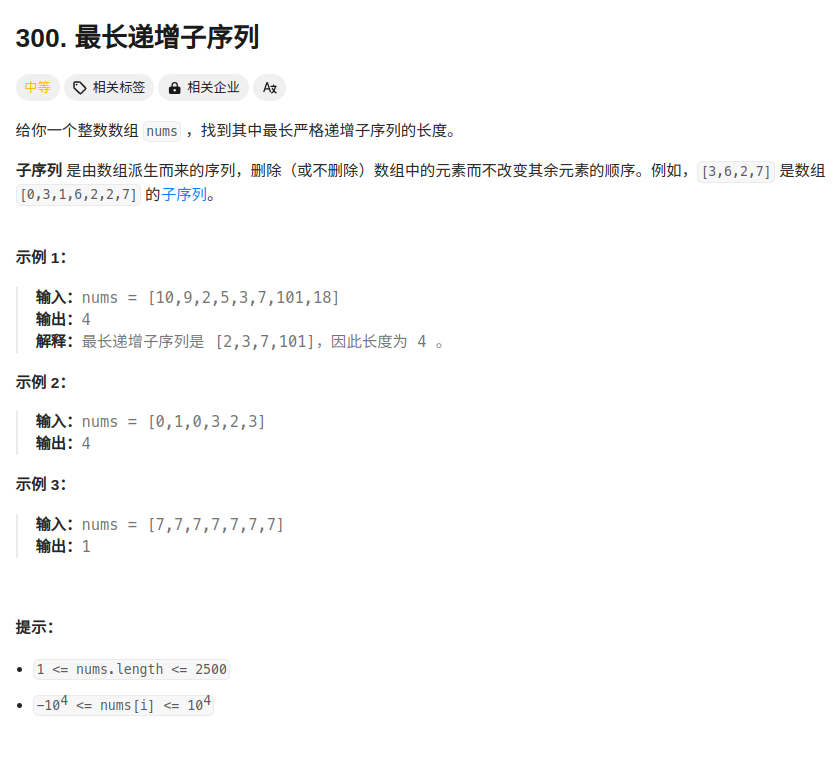 300. 最长递增子序列
中等 相关标签 相关企业 A文
给你一个整数数组 nums ，找到其中最长严格递增子序列的长度。
子序列 是由数组派生而来的序列，删除（或不删除）数组中的元素而不改变其余元素的顺序。例如，[3,6,2,7] 是数组
[0,3,1,6,2,2,7] 的子序列。
示例 1：
输入：nums = [10,9,2,5,3,7,101,18]
输出：4
解释：最长递增子序列是 [2,3,7,101]，因此长度为 4 。
示例 2：
输入：nums = [0,1,0,3,2,3]
输出：4
示例 3：
输入：nums = [7,7,7,7,7,7,7]
输出：1
提示：
• 1 <= nums.length <= 2500
• -10⁴ <= nums[i] <= 10⁴